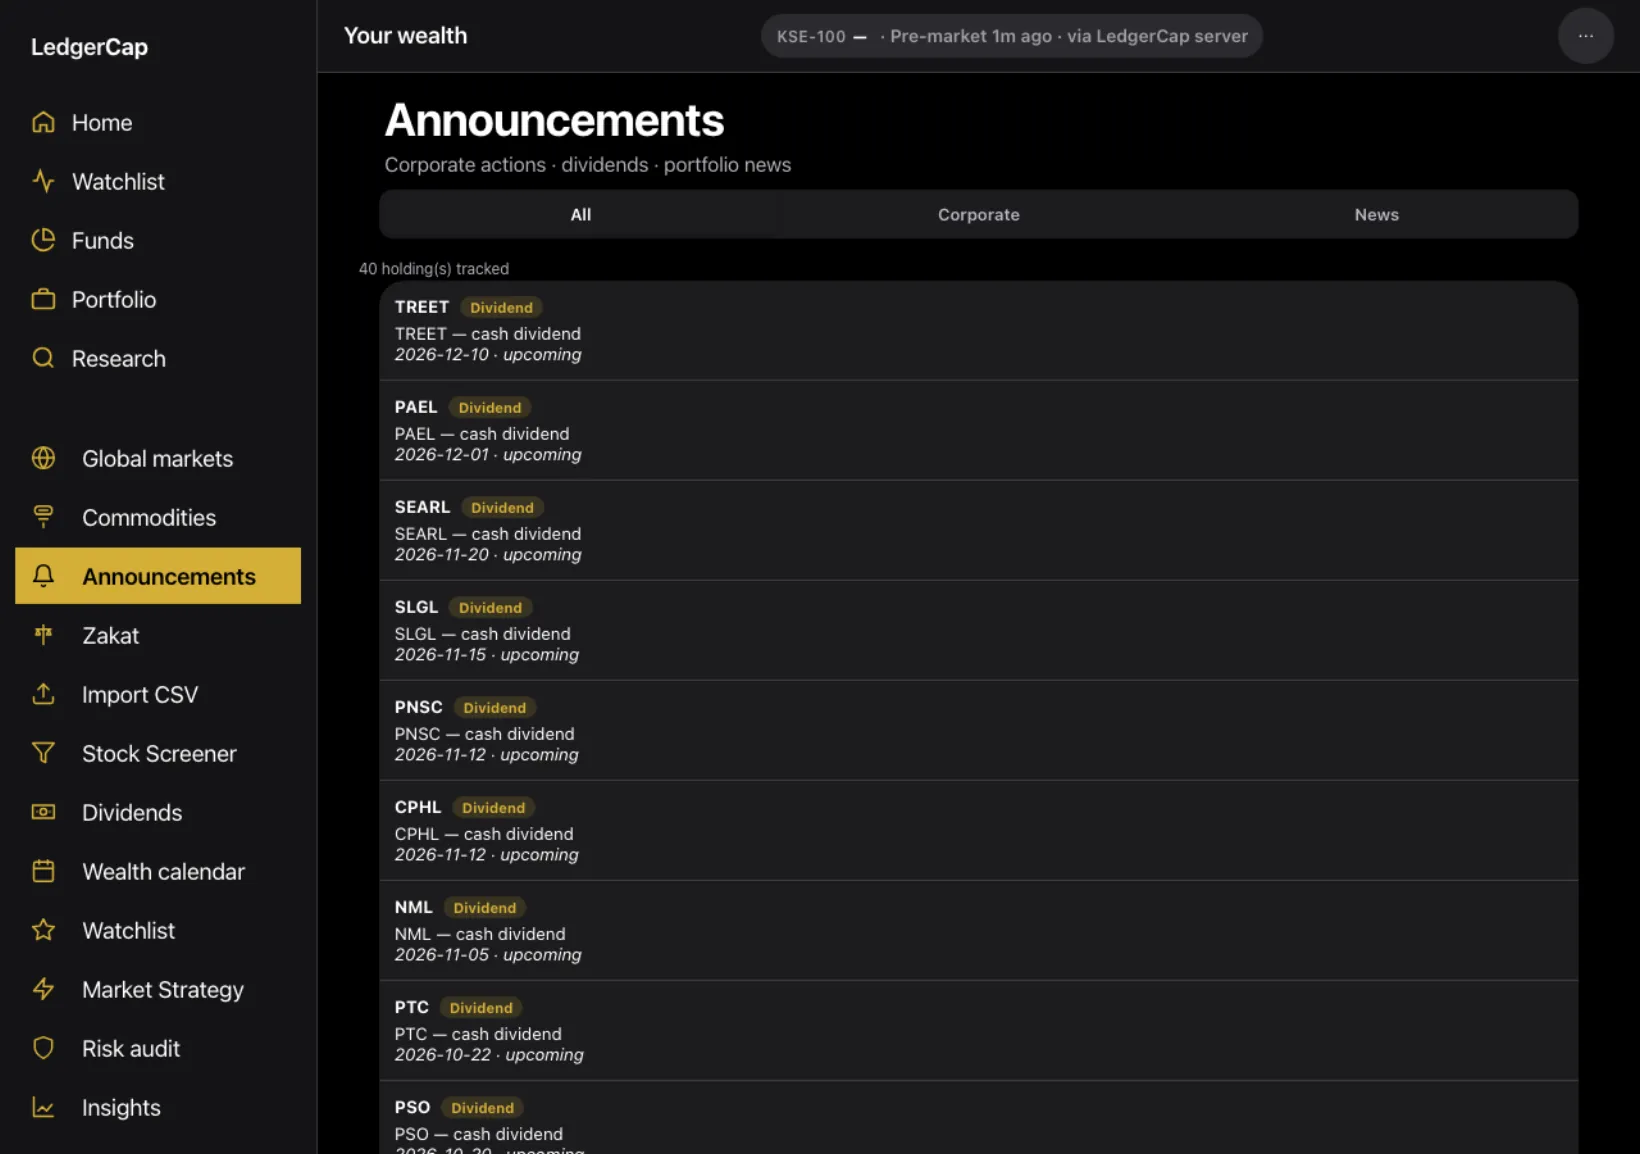 LedgerCap
Home
Watchlist
Funds
Portfolio
Research
Global markets
Commodities
Announcements
Zakat
Import CSV
Stock Screener
Dividends
Wealth calendar
Watchlist
Market Strategy
Risk audit
Insights
Your wealth
KSE-100 — · Pre-market 1m ago · via LedgerCap server
...
Announcements
Corporate actions · dividends · portfolio news
All Corporate News
40 holding(s) tracked
TREET Dividend
TREET — cash dividend
2026-12-10 · upcoming
PAEL Dividend
PAEL — cash dividend
2026-12-01 · upcoming
SEARL Dividend
SEARL — cash dividend
2026-11-20 · upcoming
SLGL Dividend
SLGL — cash dividend
2026-11-15 · upcoming
PNSC Dividend
PNSC — cash dividend
2026-11-12 · upcoming
CPHL Dividend
CPHL — cash dividend
2026-11-12 · upcoming
NML Dividend
NML — cash dividend
2026-11-05 · upcoming
PTC Dividend
PTC — cash dividend
2026-10-22 · upcoming
PSO Dividend
PSO — cash dividend
2026-10-20 · upcoming